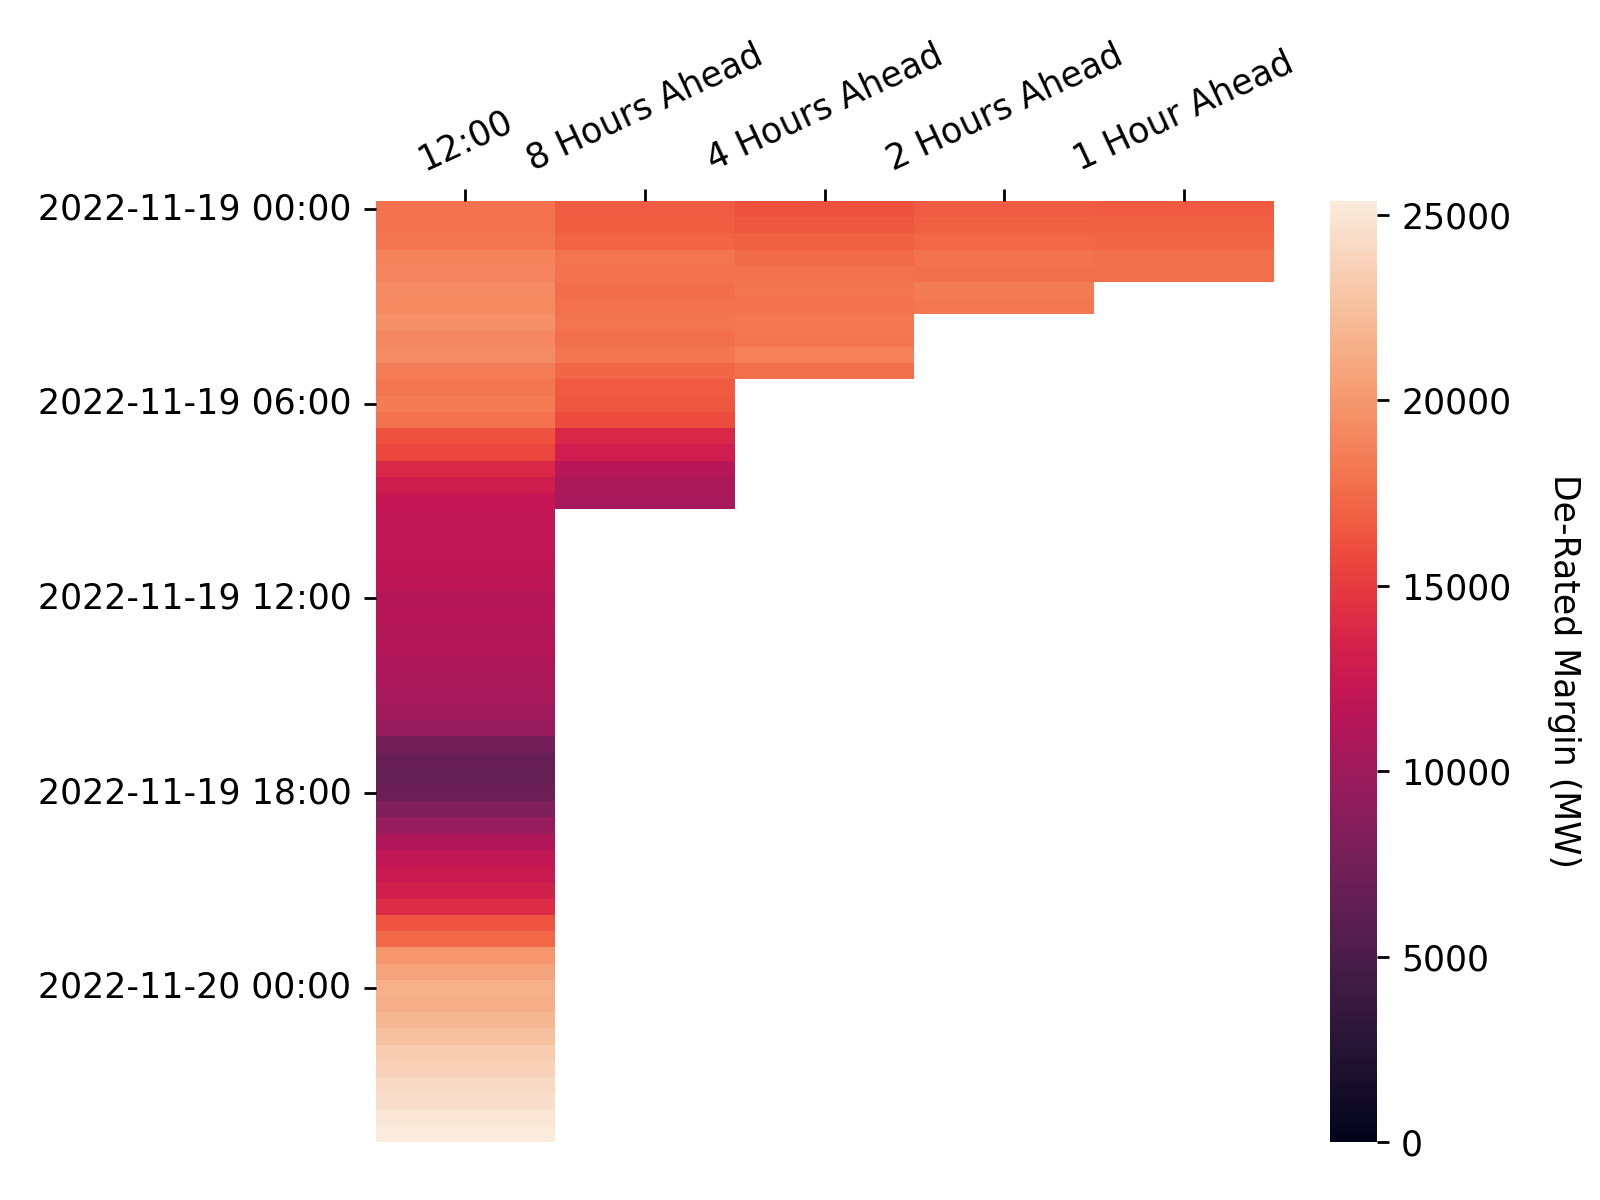 12:00
8 Hours Ahead
4 Hours Ahead
2 Hours Ahead
1 Hour Ahead
2022-11-19 00:00
2022-11-19 06:00
2022-11-19 12:00
2022-11-19 18:00
2022-11-20 00:00
25000
20000
15000
10000
5000
0
De-Rated Margin (MW)